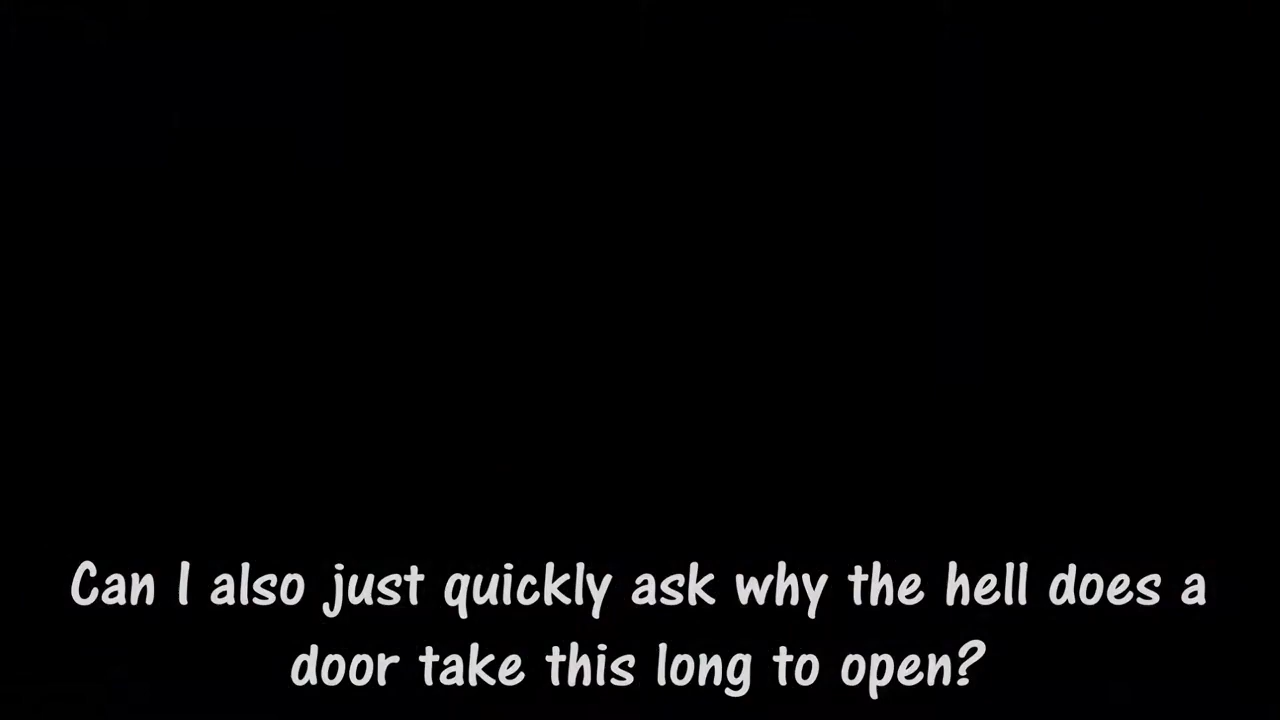 Can I also just quickly ask why the hell does a
door take this long to open?